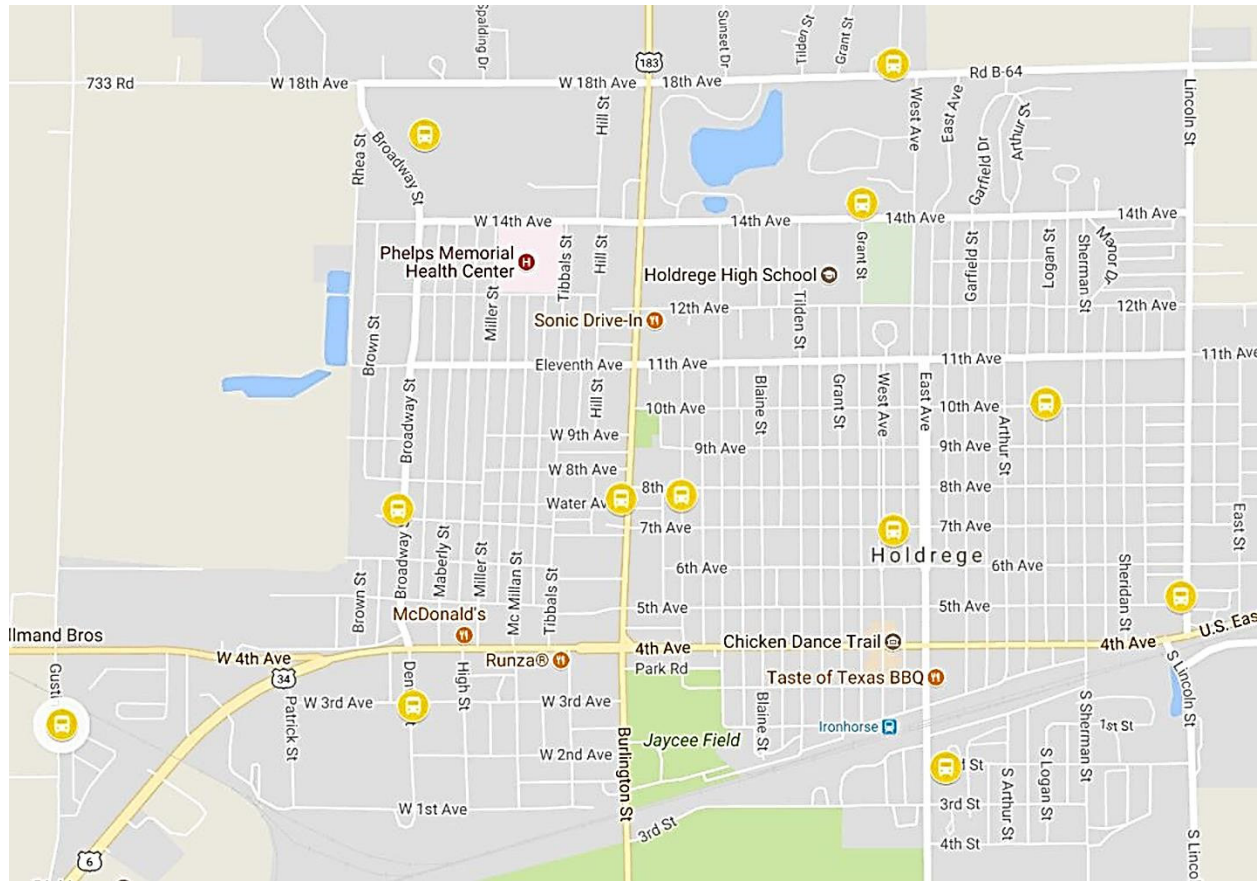 Spalding Dr
Sunset Dr
Tilden St
Grant St
183
733 Rd
W 18th Ave
W 18th Ave
18th Ave
Rd B-64
Hill St
West Ave
East Ave
Garfield Dr
Arthur St
Lincoln St
Rhea St
Broadway St
W 14th Ave
14th Ave
14th Ave
14th Ave
Phelps Memorial
Health Center
H
Miller St
Tibbals St
Hill St
Holdrege High School
Grant St
Garfield St
Logan St
Sherman St
Manor Dr
Tilden St
12th Ave
12th Ave
Sonic Drive-In
Brown St
Eleventh Ave
11th Ave
11th Ave
11th Ave
Broadway St
Hill St
Blaine St
Grant St
West Ave
East Ave
10th Ave
10th Ave
Arthur St
W 9th Ave
9th Ave
9th Ave
W 8th Ave
8th
8th Ave
Water Av
7th Ave
7th Ave
East St
Holdrege
Brown St
Broadway S
Maberly St
Miller St
Mc Millan St
Tibbals St
6th Ave
6th Ave
Sheridan St
5th Ave
5th Ave
McDonald's
llmand Bros
W 4th Ave
4th Ave
Chicken Dance Trail
4th Ave
U.S. Eas
Runza®
Park Rd
Taste of Texas BBQ
Gusti
34
Patrick St
W 3rd Ave
Den
t
High St
W 3rd Ave
Burlington St
Jaycee Field
Blaine St
Ironhorse
S Sherman St
1st St
S Lincoln St
W 2nd Ave
d St
S Arthur St
S Logan St
W 1st Ave
3rd St
3rd St
4th St
S Linco
6